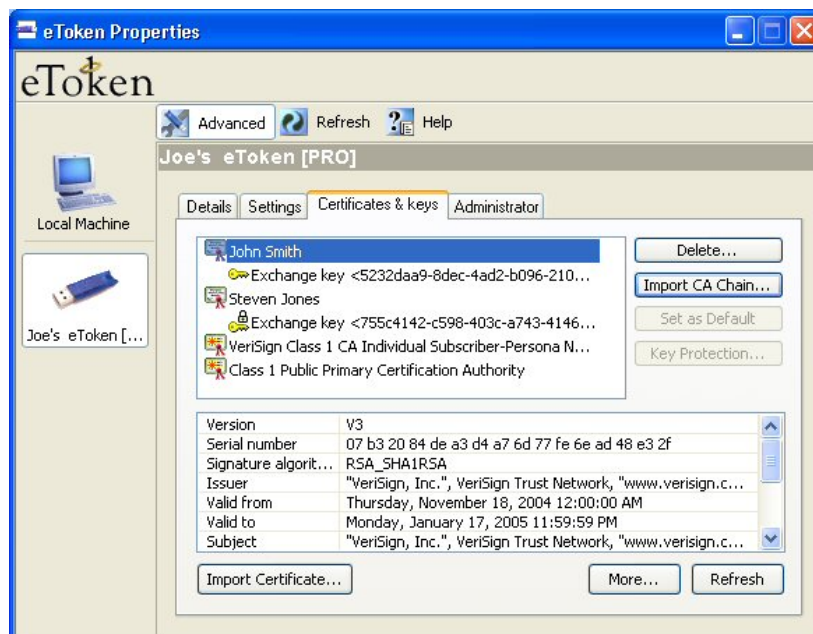 eToken Properties
eToken
Advanced Refresh Help
Joe's eToken [PRO]
Local Machine
Joe's eToken [...
Details Settings Certificates & keys Administrator
John Smith
Exchange key <5232daa9-8dec-4ad2-b096-210...
Steven Jones
Exchange key <755c4142-c598-403c-a743-4146...
VeriSign Class 1 CA Individual Subscriber-Persona N...
Class 1 Public Primary Certification Authority
Delete...
Import CA Chain...
Set as Default
Key Protection...
Version V3
Serial number 07 b3 20 84 de a3 d4 a7 6d 77 fe 6e ad 48 e3 2f
Signature algorit... RSA_SHA1RSA
Issuer "VeriSign, Inc.", VeriSign Trust Network, "www.verisign.c...
Valid from Thursday, November 18, 2004 12:00:00 AM
Valid to Monday, January 17, 2005 11:59:59 PM
Subject "VeriSign, Inc.", VeriSign Trust Network, "www.verisign.c...
Import Certificate... More... Refresh